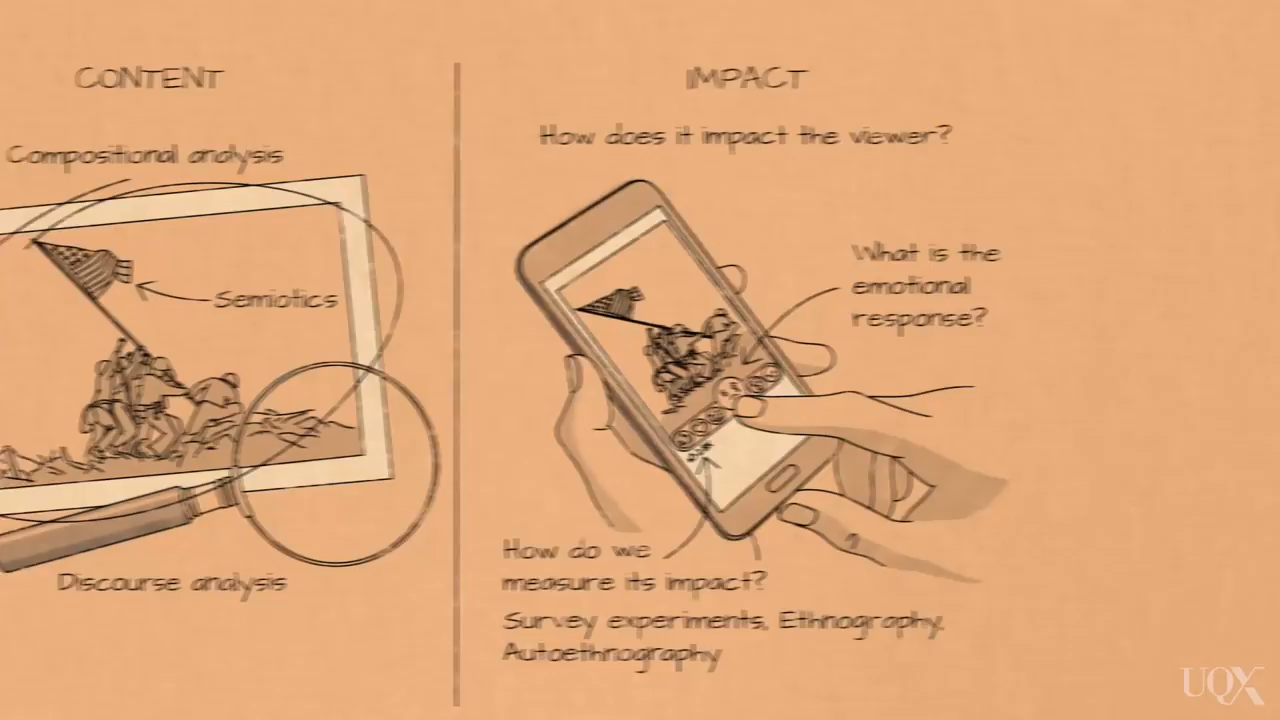 CONTENT
Compositional analysis
Semiotics
Discourse analysis
IMPACT
How does it impact the viewer?
What is the
emotional
response?
How do we
measure its impact?
Survey experiments, Ethnography,
Autoethnography
UQX